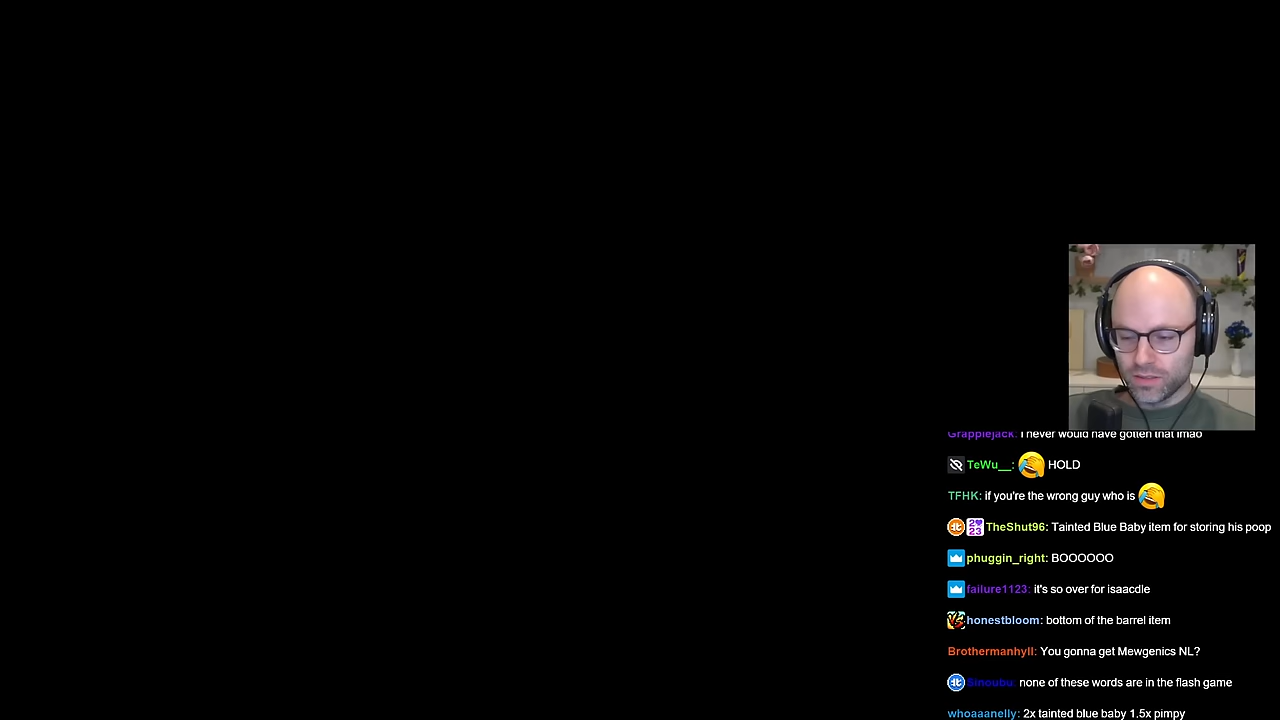 Grapplejack: I never would have gotten that lmao
TeWu__: HOLD
TFHK: if you're the wrong guy who is
TheShut96: Tainted Blue Baby item for storing his poop
phuggin_right: BOOOOOO
failure1123: it's so over for isaacdle
honestbloom: bottom of the barrel item
Brothermanhyll: You gonna get Mewgenics NL?
Sinoubu: none of these words are in the flash game
whoaaanelly: 2x tainted blue baby 1.5x pimpy